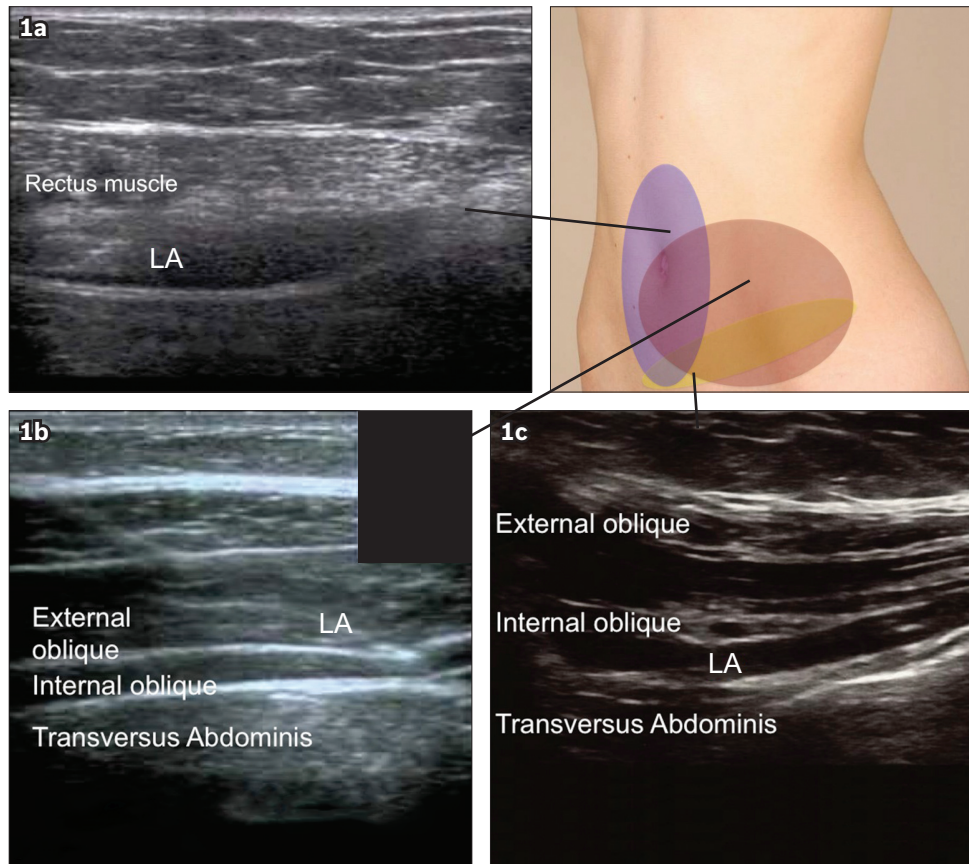 1a
Rectus muscle
LA
1b
External
oblique
LA
Internal oblique
Transversus Abdominis
1c
External oblique
Internal oblique
LA
Transversus Abdominis